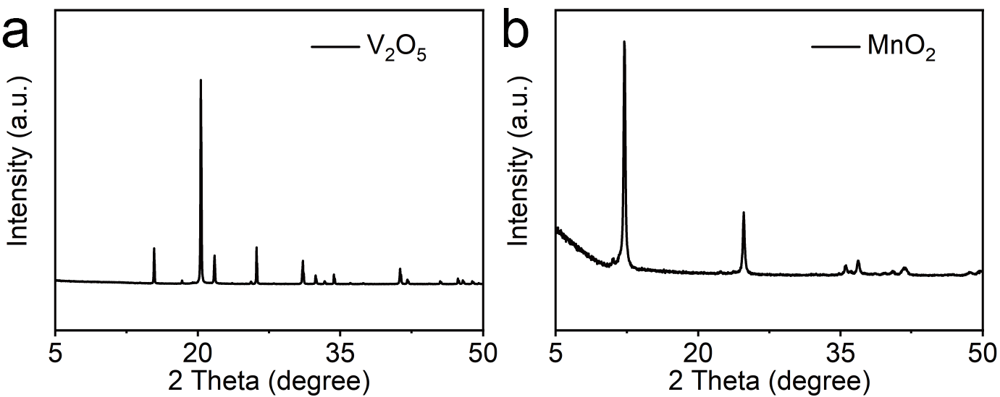 a
V₂O₅
Intensity (a.u.)
5 20 35 50
2 Theta (degree)
b
MnO₂
Intensity (a.u.)
5 20 35 50
2 Theta (degree)